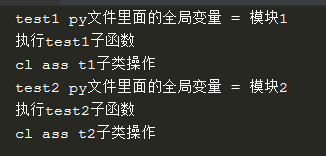 test1 py文件里面的全局变量 = 模块1
执行test1子函数
cl ass t1子类操作
test2 py文件里面的全局变量 = 模块2
执行test2子函数
cl ass t2子类操作